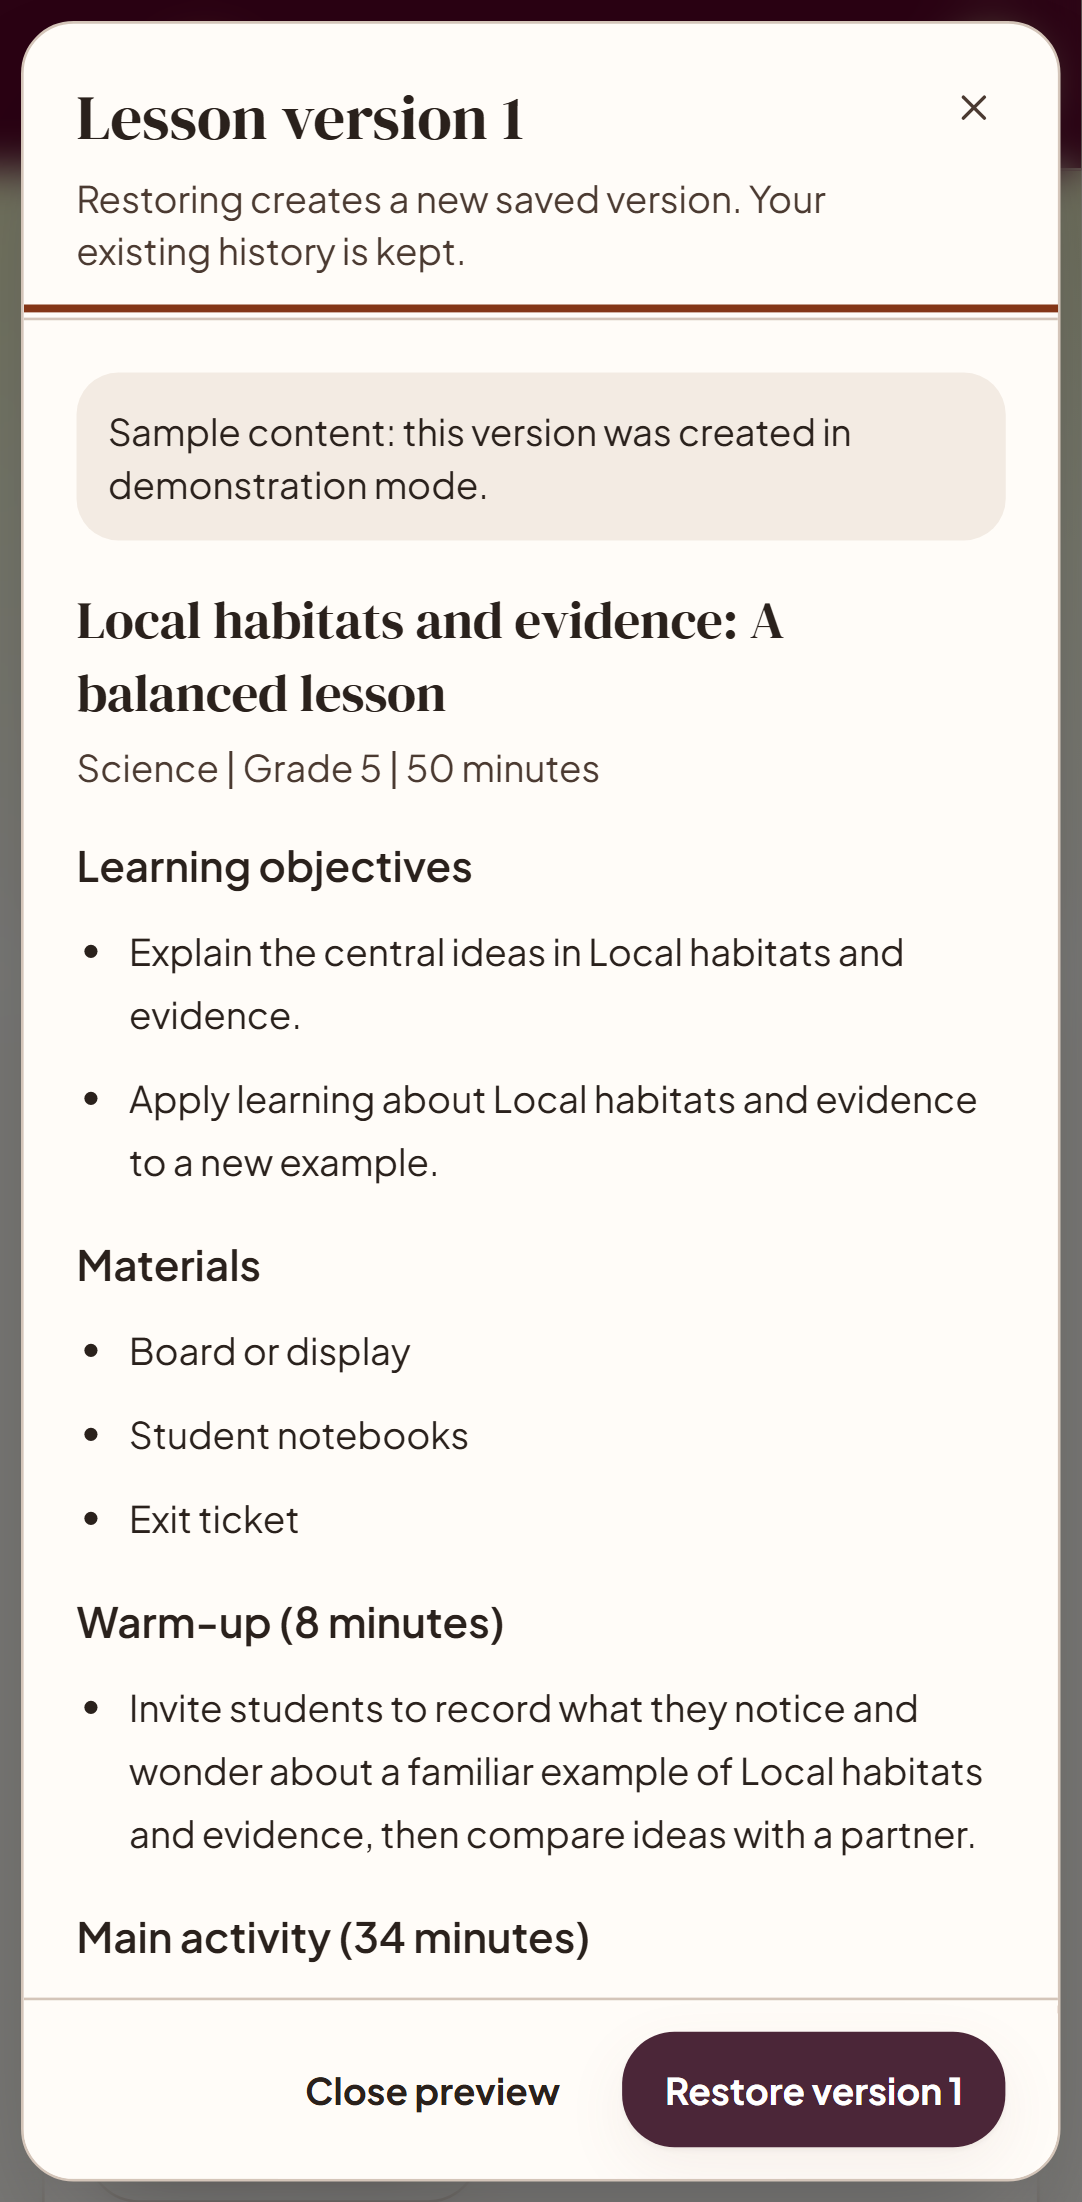 Lesson version 1
Restoring creates a new saved version. Your
existing history is kept.
Sample content: this version was created in
demonstration mode.
Local habitats and evidence: A
balanced lesson
Science | Grade 5 | 50 minutes
Learning objectives
• Explain the central ideas in Local habitats and
evidence.
• Apply learning about Local habitats and evidence
to a new example.
Materials
• Board or display
• Student notebooks
• Exit ticket
Warm-up (8 minutes)
• Invite students to record what they notice and
wonder about a familiar example of Local habitats
and evidence, then compare ideas with a partner.
Main activity (34 minutes)
Close preview
Restore version 1